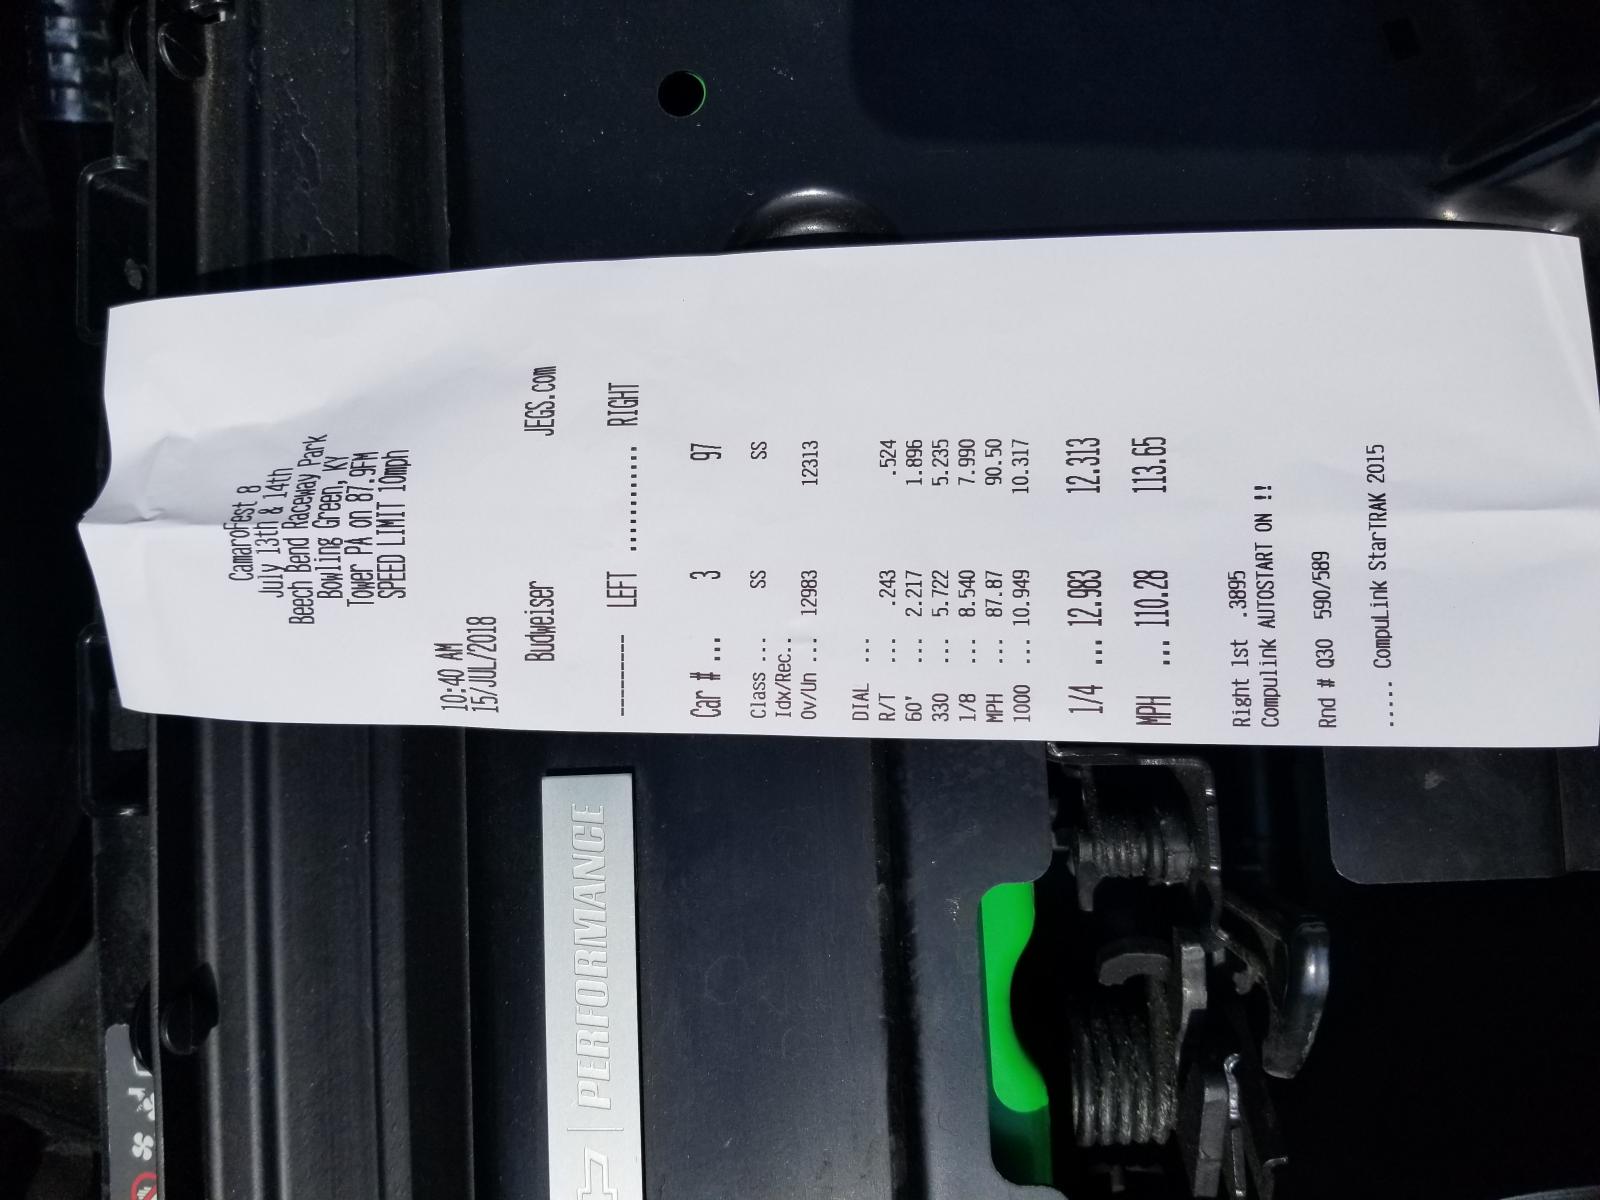 CamaroFest 8
July 13th & 14th
Beech Bend Raceway Park
Bowling Green, KY
Tower PA on 87.9FM
SPEED LIMIT 10mph
10:40 AM
15/JUL/2018
Budweiser JEGS.com
---------- LEFT ........... RIGHT
Car # ... 3 97
Class ... SS SS
Idx/Rec..
Ov/Un ... 12983 12313
DIAL ...
R/T ... .243 .524
60' ... 2.217 1.896
330 ... 5.722 5.235
1/8 ... 8.540 7.990
MPH ... 87.87 90.50
1000 ... 10.949 10.317
1/4 ... 12.983 12.313
MPH ... 110.28 113.65
Right 1st .3895
Compulink AUTOSTART ON !!
Rnd # Q30 590/589
..... CompuLink StarTRAK 2015
PERFORMANCE